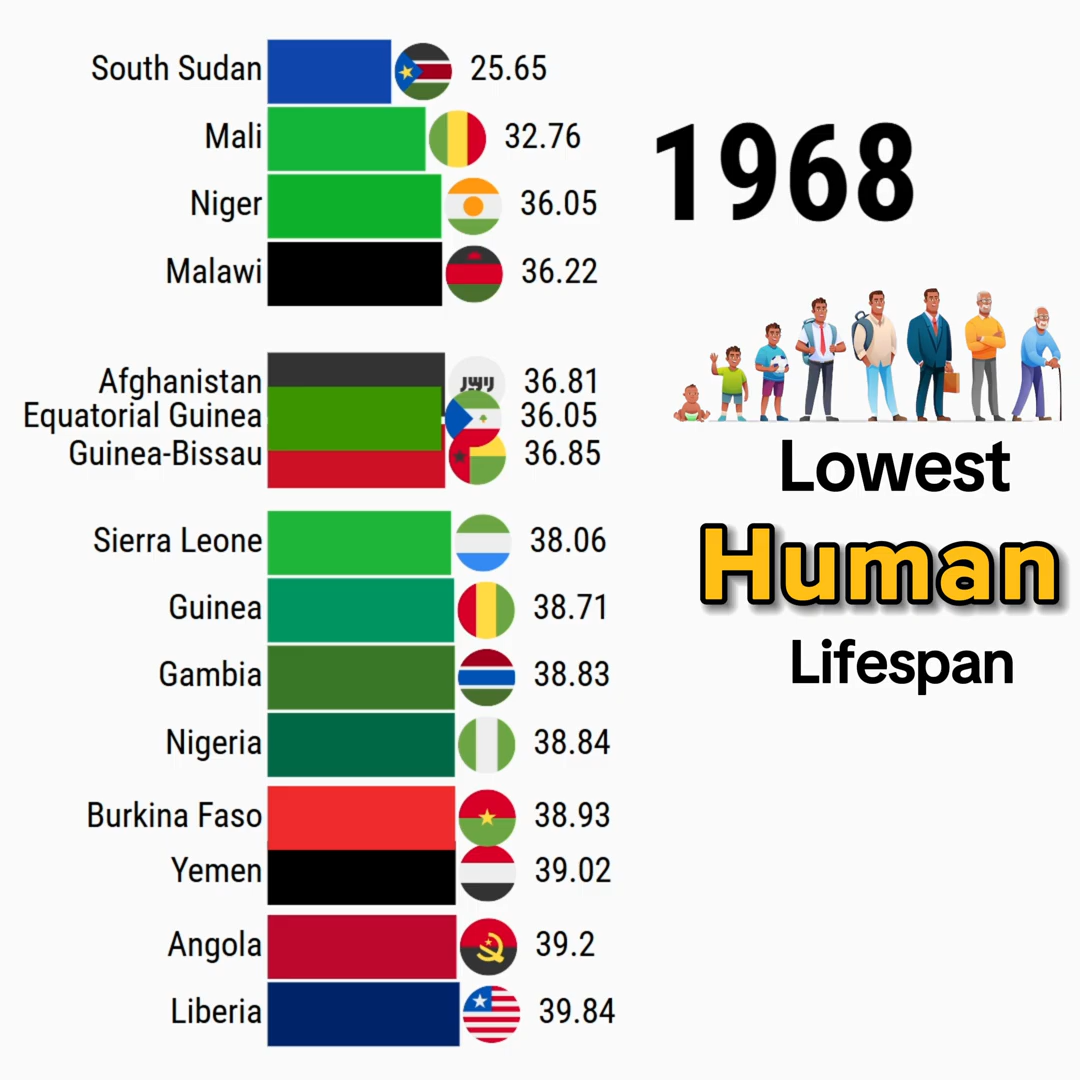 South Sudan 25.65
Mali 32.76
1968
Niger 36.05
Malawi 36.22
Afghanistan 36.81
Equatorial Guinea 36.05
Guinea-Bissau 36.85
Lowest
Human
Lifespan
Sierra Leone 38.06
Guinea 38.71
Gambia 38.83
Nigeria 38.84
Burkina Faso 38.93
Yemen 39.02
Angola 39.2
Liberia 39.84